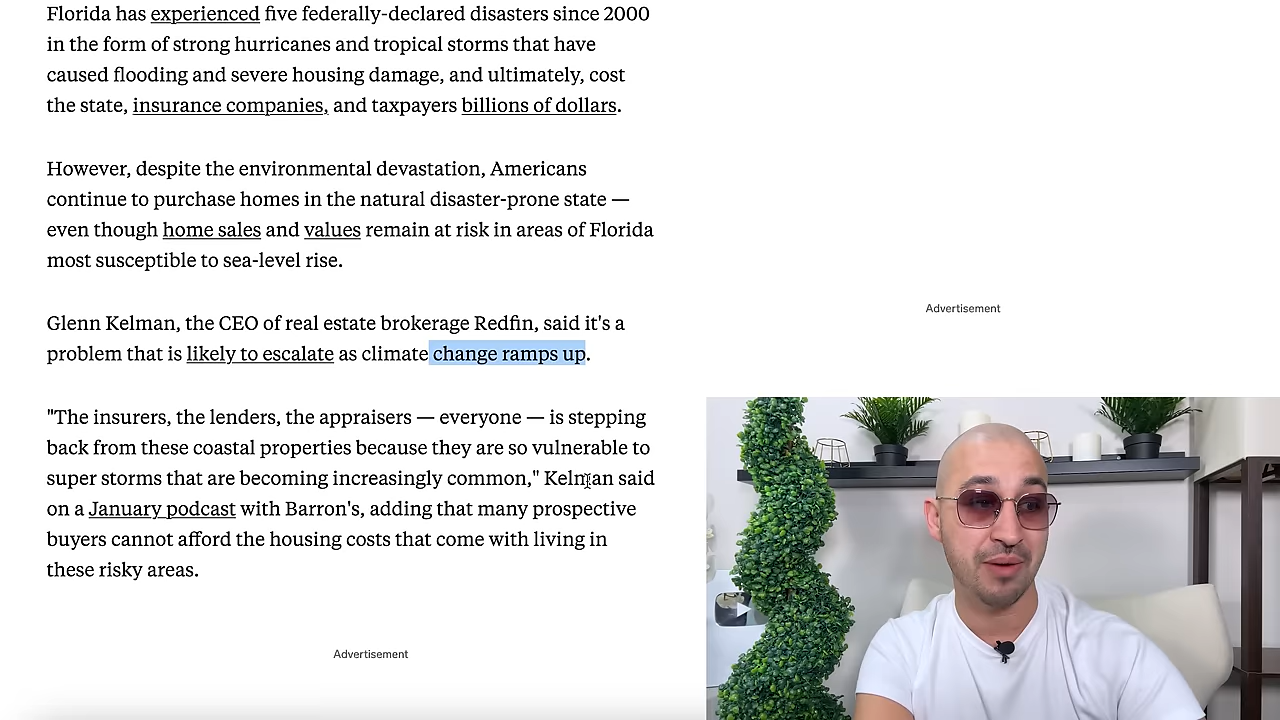 Florida has experienced five federally-declared disasters since 2000
in the form of strong hurricanes and tropical storms that have
caused flooding and severe housing damage, and ultimately, cost
the state, insurance companies, and taxpayers billions of dollars.
However, despite the environmental devastation, Americans
continue to purchase homes in the natural disaster-prone state —
even though home sales and values remain at risk in areas of Florida
most susceptible to sea-level rise.
Glenn Kelman, the CEO of real estate brokerage Redfin, said it's a
problem that is likely to escalate as climate change ramps up.
"The insurers, the lenders, the appraisers — everyone — is stepping
back from these coastal properties because they are so vulnerable to
super storms that are becoming increasingly common," Kelman said
on a January podcast with Barron's, adding that many prospective
buyers cannot afford the housing costs that come with living in
these risky areas.
Advertisement
Advertisement